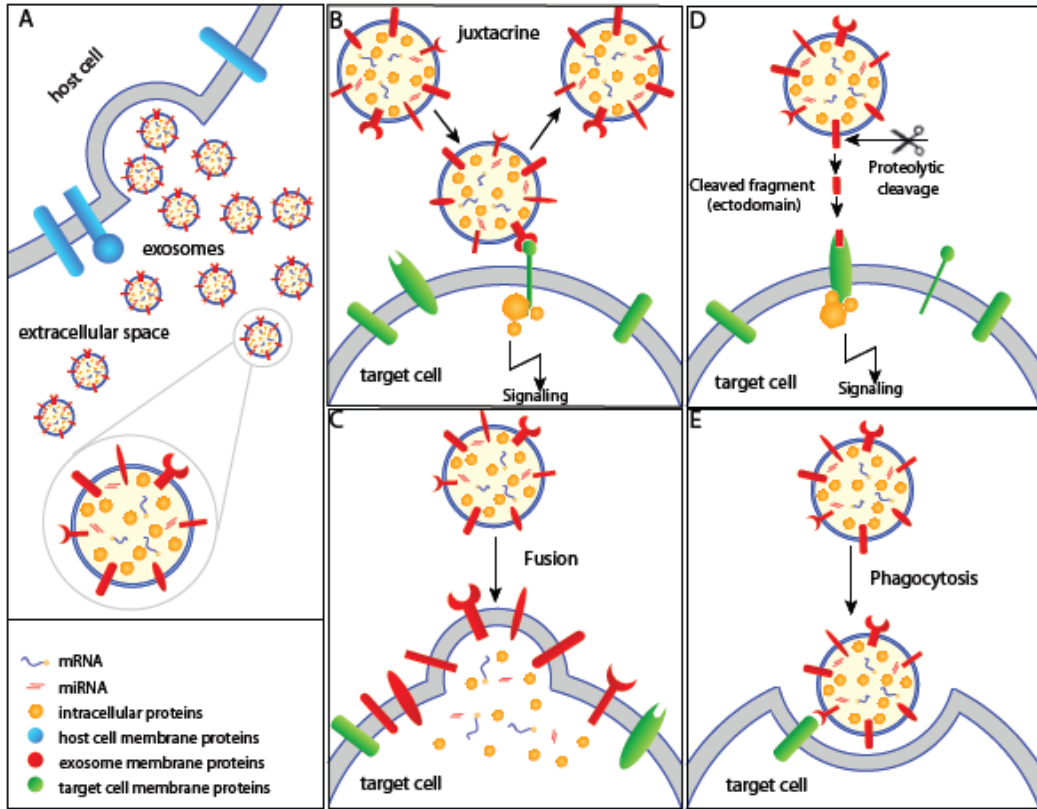 A
host cell
exosomes
extracellular space
mRNA
miRNA
intracellular proteins
host cell membrane proteins
exosome membrane proteins
target cell membrane proteins
B
juxtacrine
target cell
Signaling
C
Fusion
target cell
D
Proteolytic
cleavage
Cleaved fragment
(ectodomain)
target cell
Signaling
E
Phagocytosis
target cell